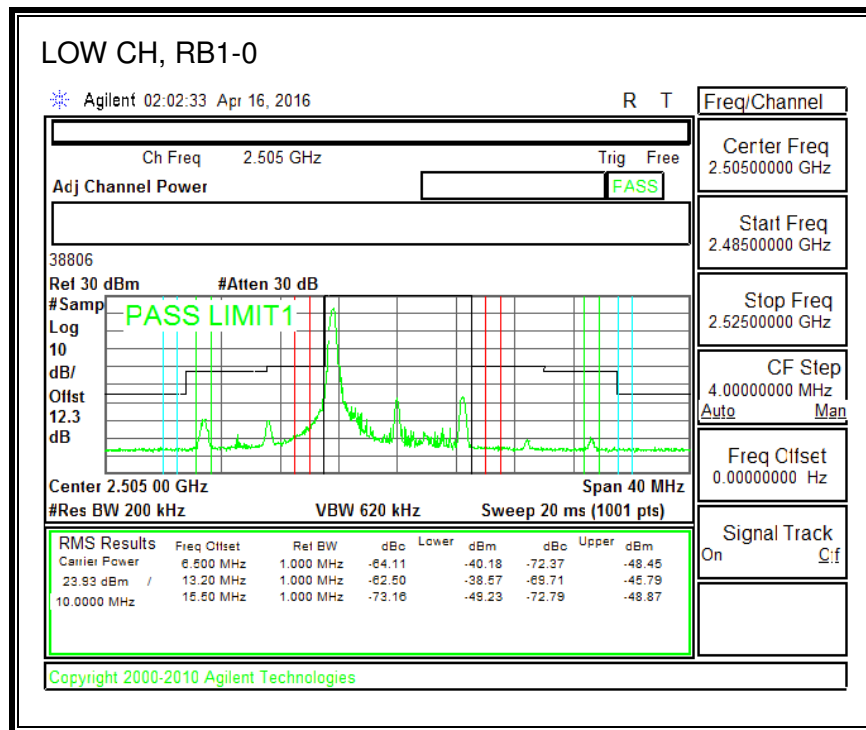 LOW CH, RB1-0
Agilent 02:02:33 Apr 16, 2016 R T
Freq/Channel
Ch Freq 2.505 GHz Trig Free
Adj Channel Power PASS
Center Freq
2.50500000 GHz
Start Freq
2.48500000 GHz
Stop Freq
2.52500000 GHz
CF Step
4.00000000 MHz
Auto Man
Freq Offset
0.00000000 Hz
Signal Track
On Off
38806
Ref 30 dBm #Atten 30 dB
#Samp
Log
10
dB/
Offst
12.3
dB
PASS LIMIT1
Center 2.505 00 GHz Span 40 MHz
#Res BW 200 kHz VBW 620 kHz Sweep 20 ms (1001 pts)
RMS Results Freq Offset Ref BW dBc Lower dBm dBc Upper dBm
Carrier Power 6.500 MHz 1.000 MHz -64.11 -40.18 -72.37 -48.45
23.93 dBm / 13.20 MHz 1.000 MHz -62.50 -38.57 -69.71 -45.79
10.0000 MHz 15.50 MHz 1.000 MHz -73.16 -49.23 -72.79 -48.87
Copyright 2000-2010 Agilent Technologies